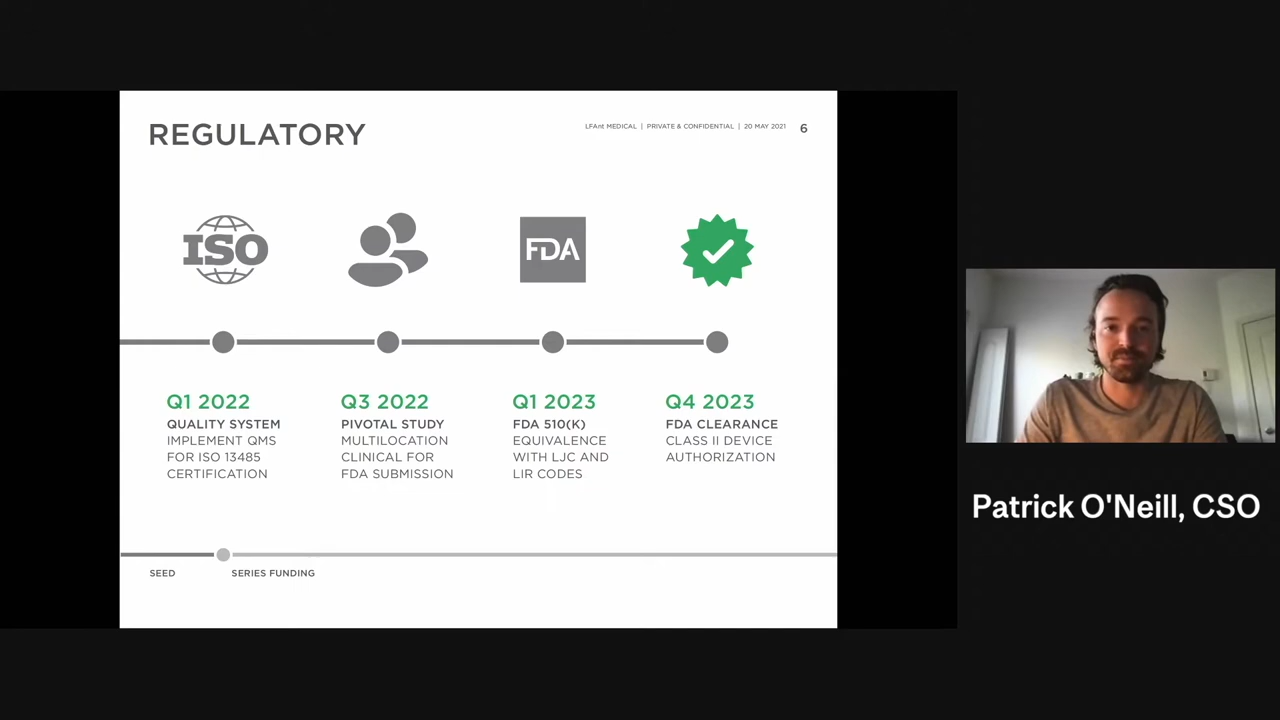 REGULATORY
LFAnt MEDICAL | PRIVATE & CONFIDENTIAL | 20 MAY 2021 6
ISO
FDA
Q1 2022
QUALITY SYSTEM
IMPLEMENT QMS
FOR ISO 13485
CERTIFICATION
Q3 2022
PIVOTAL STUDY
MULTILOCATION
CLINICAL FOR
FDA SUBMISSION
Q1 2023
FDA 510(K)
EQUIVALENCE
WITH LJC AND
LIR CODES
Q4 2023
FDA CLEARANCE
CLASS II DEVICE
AUTHORIZATION
SEED
SERIES FUNDING
Patrick O'Neill, CSO